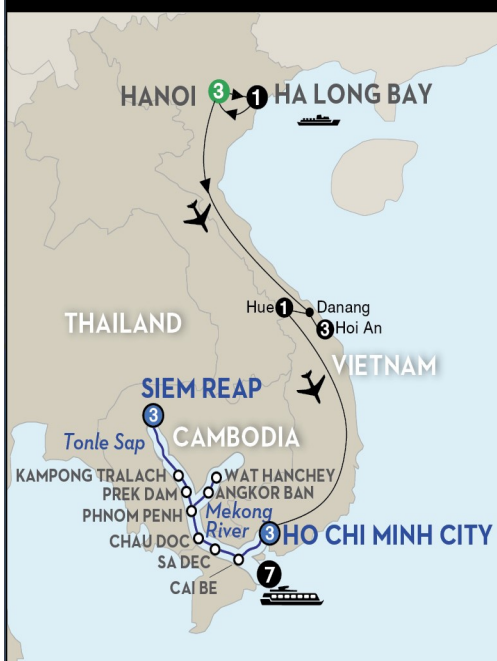 HANOI 3 1 HA LONG BAY
Hue 1 Danang
3 Hoi An
THAILAND
VIETNAM
SIEM REAP
3
Tonle Sap
CAMBODIA
KAMPONG TRALACH
WAT HANCHEY
PREK DAM
ANGKOR BAN
PHNOM PENH
Mekong
River
CHAU DOC
3 HO CHI MINH CITY
SA DEC
7
CAI BE